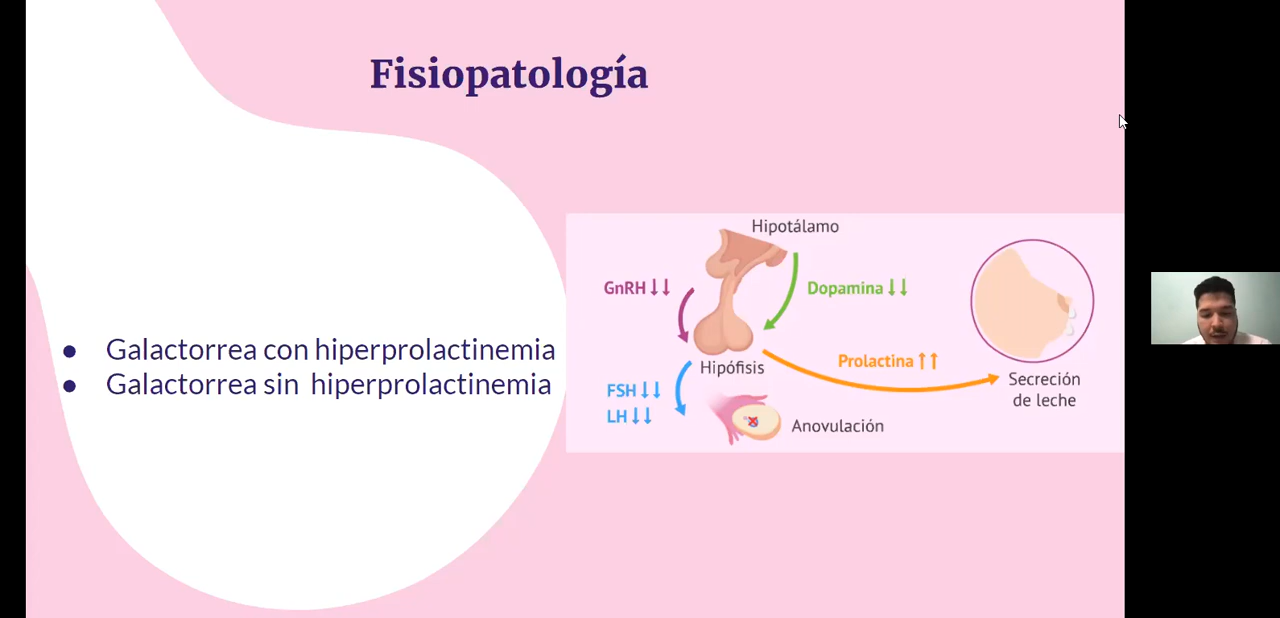 Fisiopatología
● Galactorrea con hiperprolactinemia
● Galactorrea sin hiperprolactinemia
Hipotálamo
GnRH ↓↓
Dopamina ↓↓
Hipófisis
Prolactina ↑↑
Secreción
de leche
FSH ↓↓
LH ↓↓
Anovulación